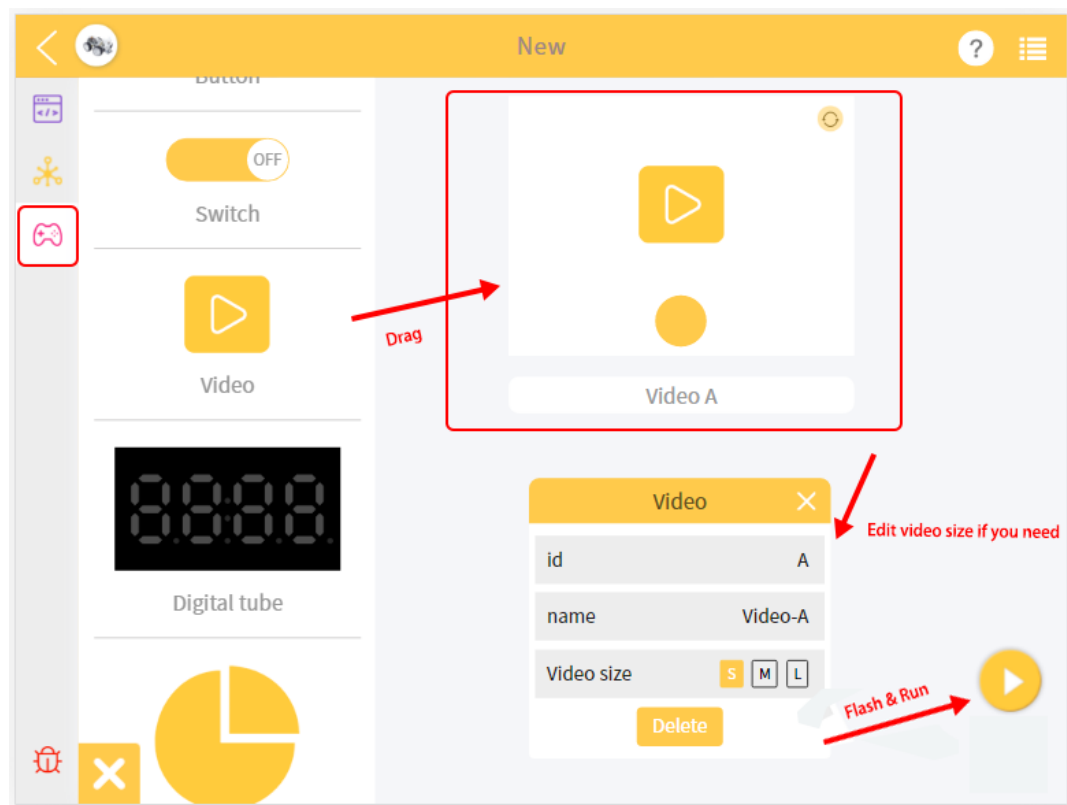 New
?
Button
OFF
Switch
Video
Drag
Digital tube
Video A
Video
id A
name Video-A
Video size S M L
Delete
Edit video size if you need
Flash & Run